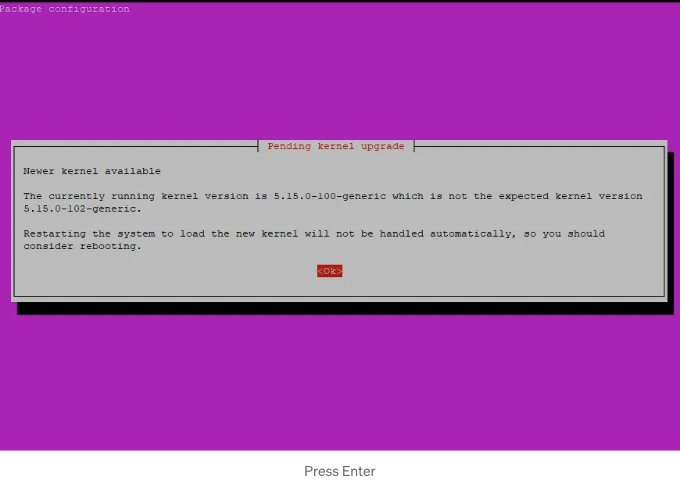 Package configuration
Pending kernel upgrade
Newer kernel available
The currently running kernel version is 5.15.0-100-generic which is not the expected kernel version
5.15.0-102-generic.
Restarting the system to load the new kernel will not be handled automatically, so you should
consider rebooting.
<Ok>
Press Enter